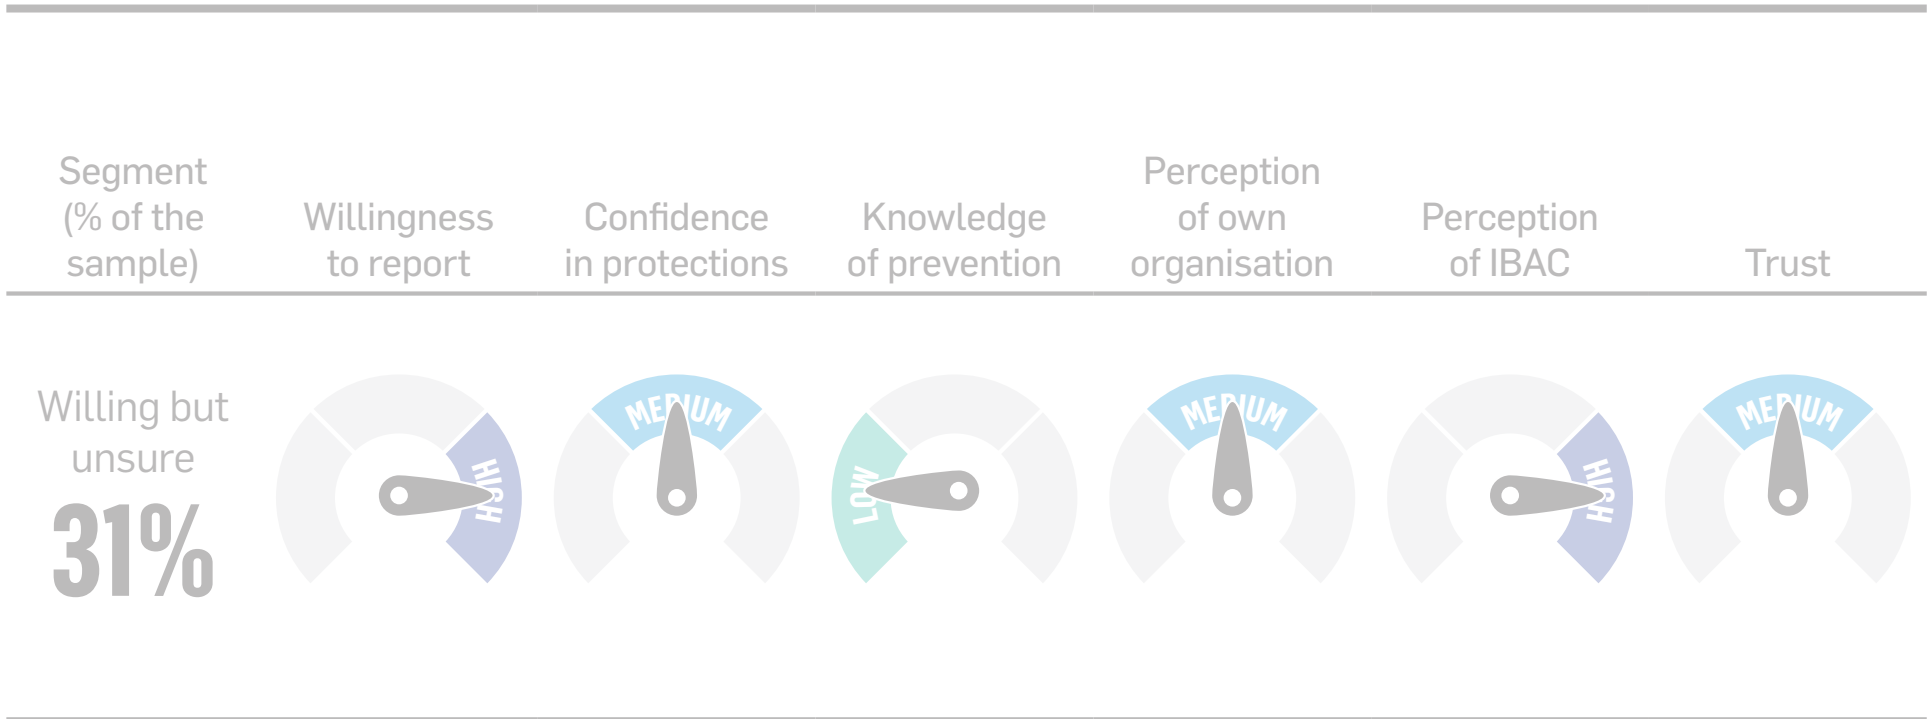 Segment
(% of the
sample)
Willingness
to report
Confidence
in protections
Knowledge
of prevention
Perception
of own
organisation
Perception
of IBAC
Trust
Willing but
unsure
31%
HIGH
MEDIUM
LOW
MEDIUM
HIGH
MEDIUM